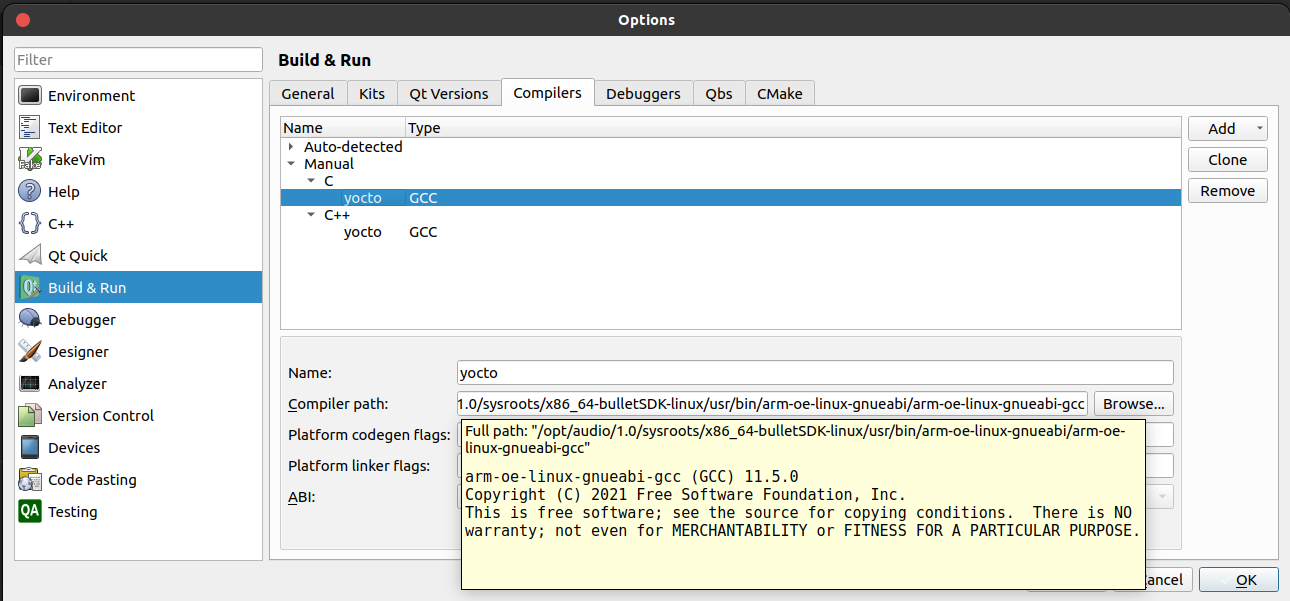 Options
Filter
Environment
Text Editor
FakeVim
Help
C++
Qt Quick
Build & Run
Debugger
Designer
Analyzer
Version Control
Devices
Code Pasting
QA Testing
Build & Run
General Kits Qt Versions Compilers Debuggers Qbs CMake
Name Type
Auto-detected
Manual
C
yocto GCC
C++
yocto GCC
Add
Clone
Remove
Name: yocto
Compiler path: 1.0/sysroots/x86_64-bulletSDK-linux/usr/bin/arm-oe-linux-gnueabi/arm-oe-linux-gnueabi-gcc Browse...
Platform codegen flags:
Platform linker flags:
ABI:
Full path: "/opt/audio/1.0/sysroots/x86_64-bulletSDK-linux/usr/bin/arm-oe-linux-gnueabi/arm-oe-
linux-gnueabi-gcc"
arm-oe-linux-gnueabi-gcc (GCC) 11.5.0
Copyright (C) 2021 Free Software Foundation, Inc.
This is free software; see the source for copying conditions.  There is NO
warranty; not even for MERCHANTABILITY or FITNESS FOR A PARTICULAR PURPOSE.
ancel OK